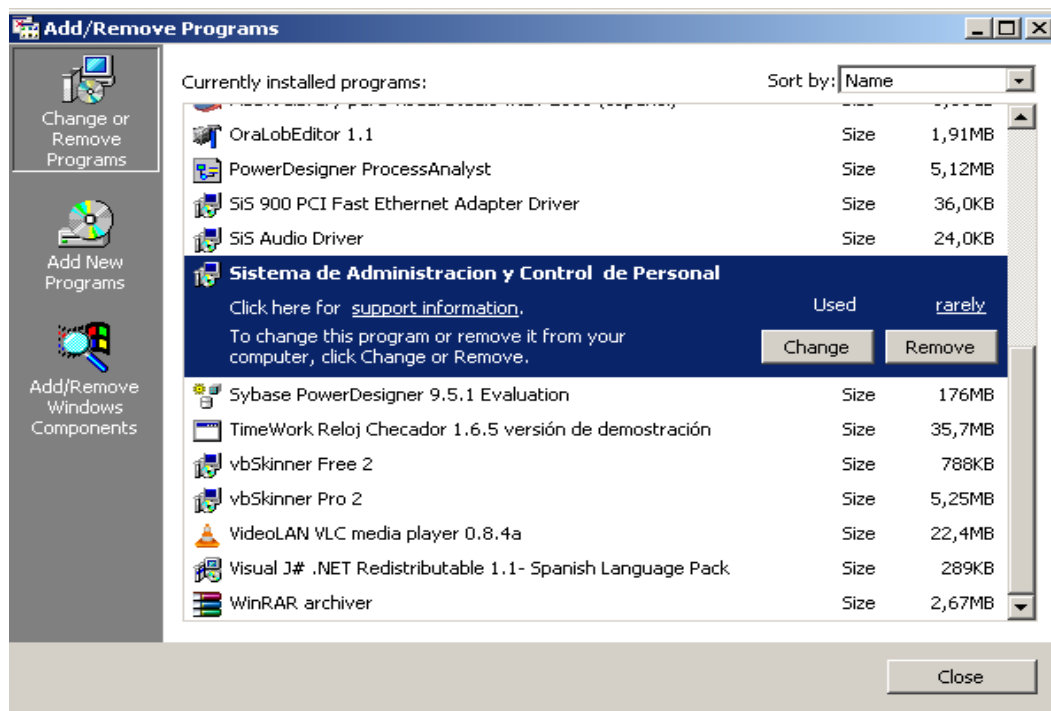 Add/Remove Programs
Change or
Remove
Programs
Add New
Programs
Add/Remove
Windows
Components
Currently installed programs:
Sort by: Name
OraLobEditor 1.1 Size 1,91MB
PowerDesigner ProcessAnalyst Size 5,12MB
SiS 900 PCI Fast Ethernet Adapter Driver Size 36,0KB
SiS Audio Driver Size 24,0KB
Sistema de Administracion y Control de Personal
Click here for support information. Used rarely
To change this program or remove it from your
computer, click Change or Remove.
Change Remove
Sybase PowerDesigner 9.5.1 Evaluation Size 176MB
TimeWork Reloj Checador 1.6.5 versión de demostración Size 35,7MB
vbSkinner Free 2 Size 788KB
vbSkinner Pro 2 Size 5,25MB
VideoLAN VLC media player 0.8.4a Size 22,4MB
Visual J# .NET Redistributable 1.1- Spanish Language Pack Size 289KB
WinRAR archiver Size 2,67MB
Close